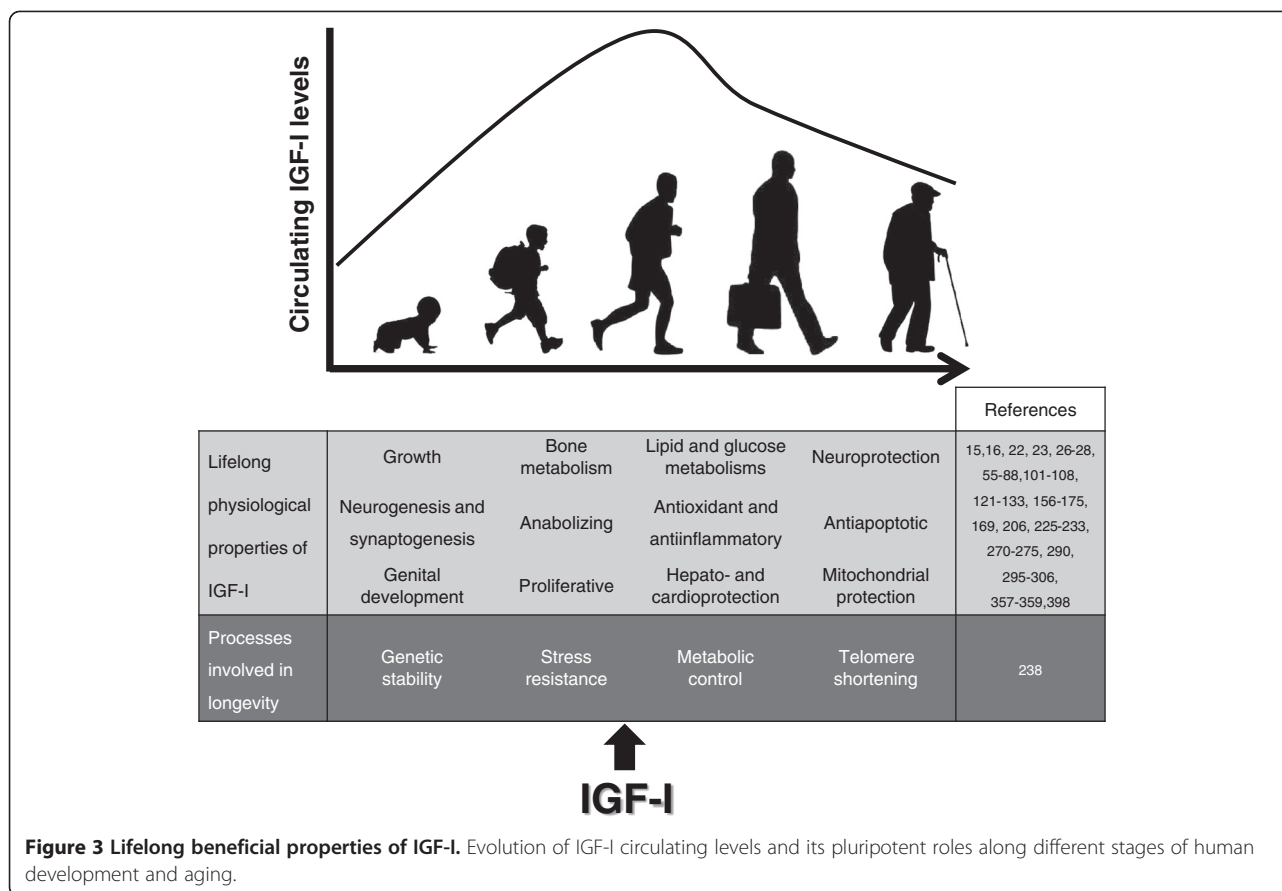 Circulating IGF-I levels
References
Lifelong
physiological
properties of
IGF-I
Growth
Bone
metabolism
Lipid and glucose
metabolisms
Neuroprotection
Neurogenesis and
synaptogenesis
Anabolizing
Antioxidant and
antiinflammatory
Antiapoptotic
Genital
development
Proliferative
Hepato- and
cardioprotection
Mitochondrial
protection
15,16, 22, 23, 26-28,
55-88,101-108,
121-133, 156-175,
169, 206, 225-233,
270-275, 290,
295-306,
357-359,398
Processes
involved in
longevity
Genetic
stability
Stress
resistance
Metabolic
control
Telomere
shortening
238
IGF-I
Figure 3 Lifelong beneficial properties of IGF-I. Evolution of IGF-I circulating levels and its pluripotent roles along different stages of human
development and aging.